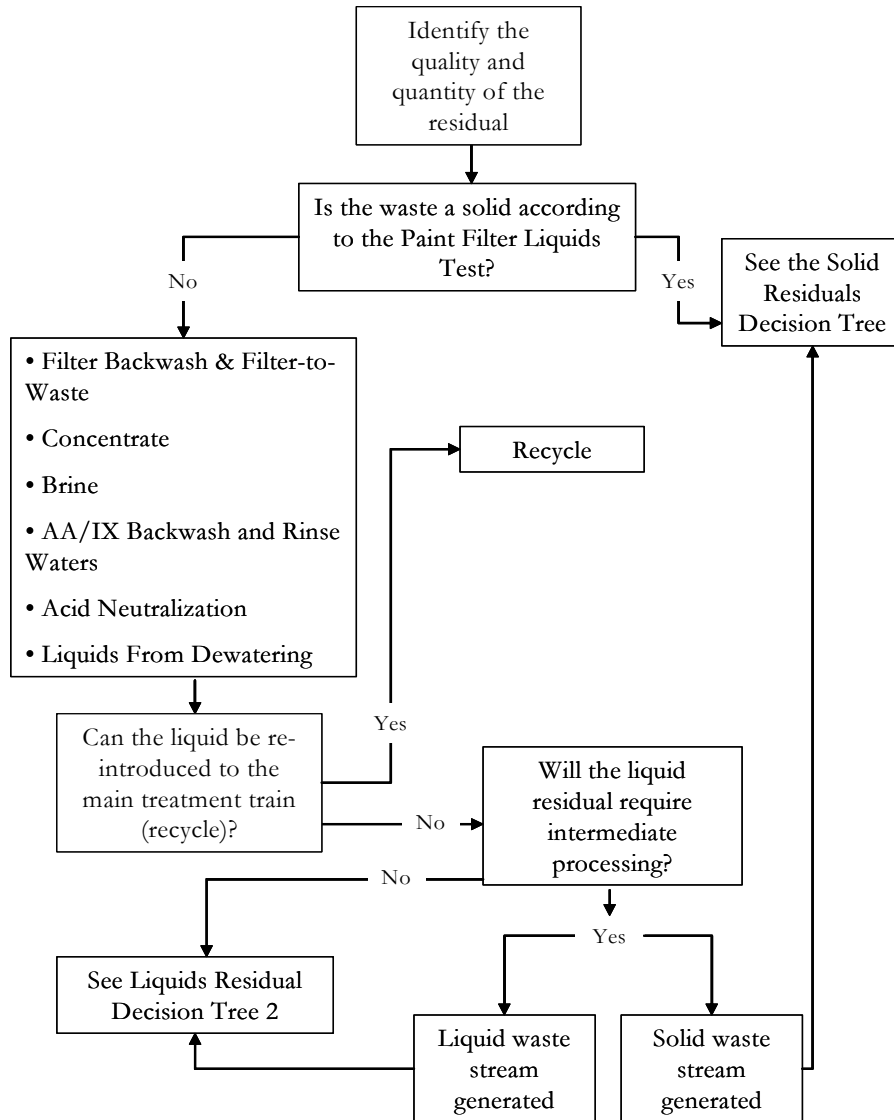 Identify the
quality and
quantity of the
residual
Is the waste a solid according
to the Paint Filter Liquids
Test?
No
Yes
See the Solid
Residuals
Decision Tree
• Filter Backwash & Filter-to-
Waste
• Concentrate
• Brine
• AA/IX Backwash and Rinse
Waters
• Acid Neutralization
• Liquids From Dewatering
Recycle
Yes
Can the liquid be re-
introduced to the
main treatment train
(recycle)?
No
Will the liquid
residual require
intermediate
processing?
No
Yes
See Liquids Residual
Decision Tree 2
Liquid waste
stream
generated
Solid waste
stream
generated